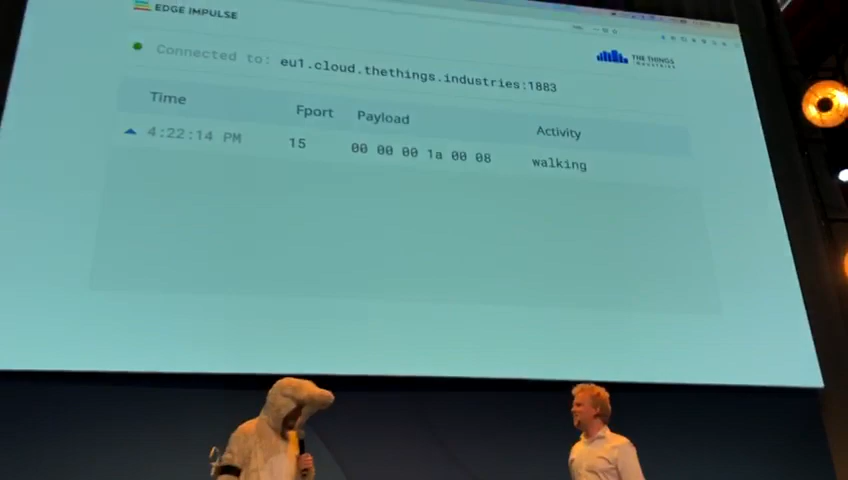 EDGE IMPULSE
Connected to: eu1.cloud.thethings.industries:1883
THE THINGS
INDUSTRIES
Time Fport Payload Activity
4:22:14 PM 15 00 00 00 1a 00 08 walking